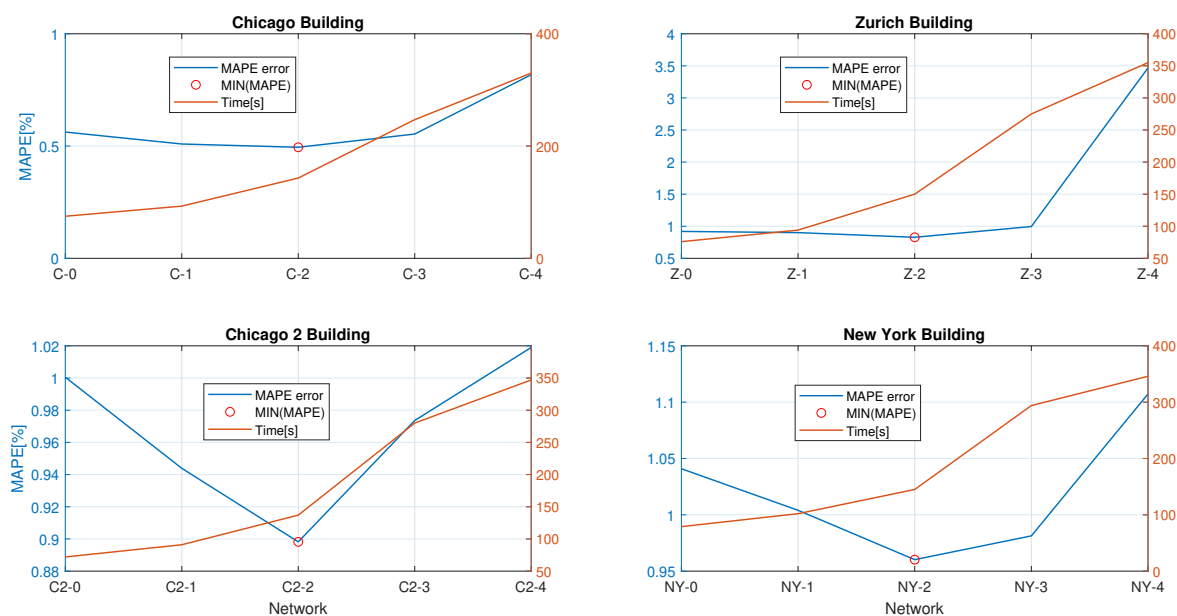 Chicago Building
1
0.5
0
MAPE[%]
400
200
0
MAPE error
MIN(MAPE)
Time[s]
C-0 C-1 C-2 C-3 C-4
Zurich Building
4
3.5
3
2.5
2
1.5
1
0.5
400
350
300
250
200
150
100
50
MAPE error
MIN(MAPE)
Time[s]
Z-0 Z-1 Z-2 Z-3 Z-4
Chicago 2 Building
1.02
1
0.98
0.96
0.94
0.92
0.9
0.88
MAPE[%]
350
300
250
200
150
100
50
MAPE error
MIN(MAPE)
Time[s]
C2-0 C2-1 C2-2 C2-3 C2-4
Network
New York Building
1.15
1.1
1.05
1
0.95
400
300
200
100
0
MAPE error
MIN(MAPE)
Time[s]
NY-0 NY-1 NY-2 NY-3 NY-4
Network